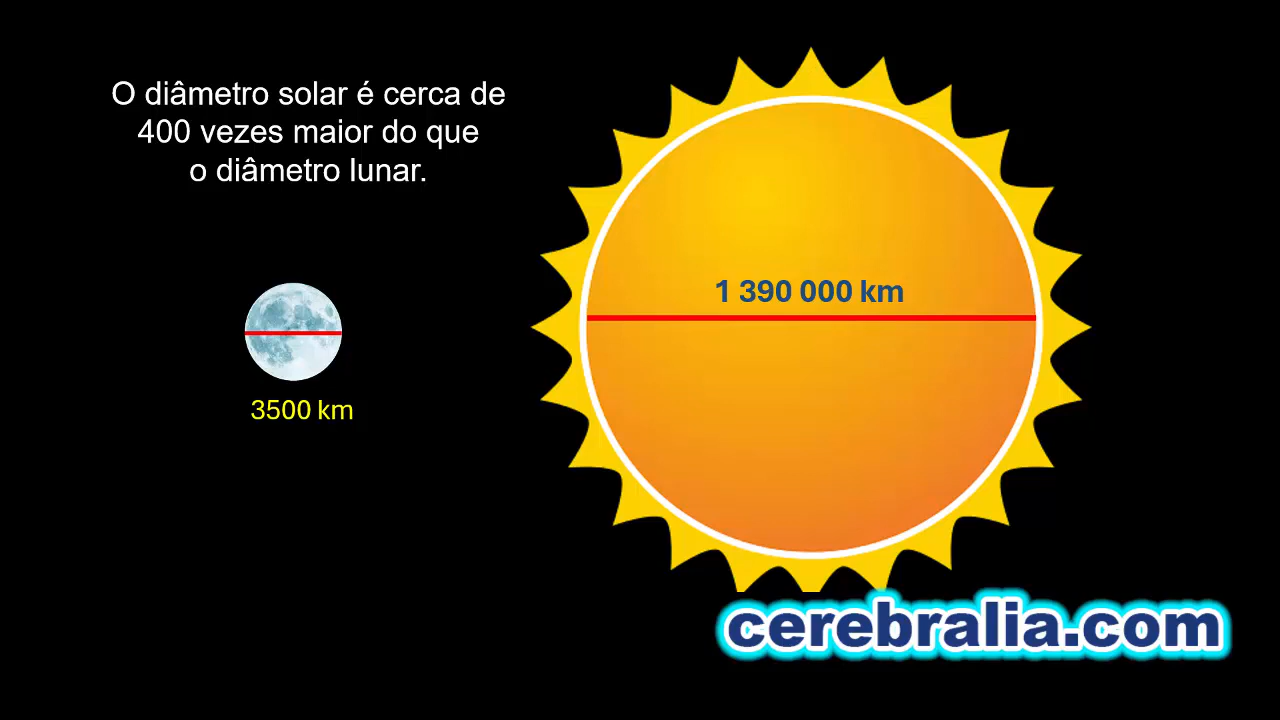 O diâmetro solar é cerca de
400 vezes maior do que
o diâmetro lunar.
1 390 000 km
3500 km
cerebralia.com